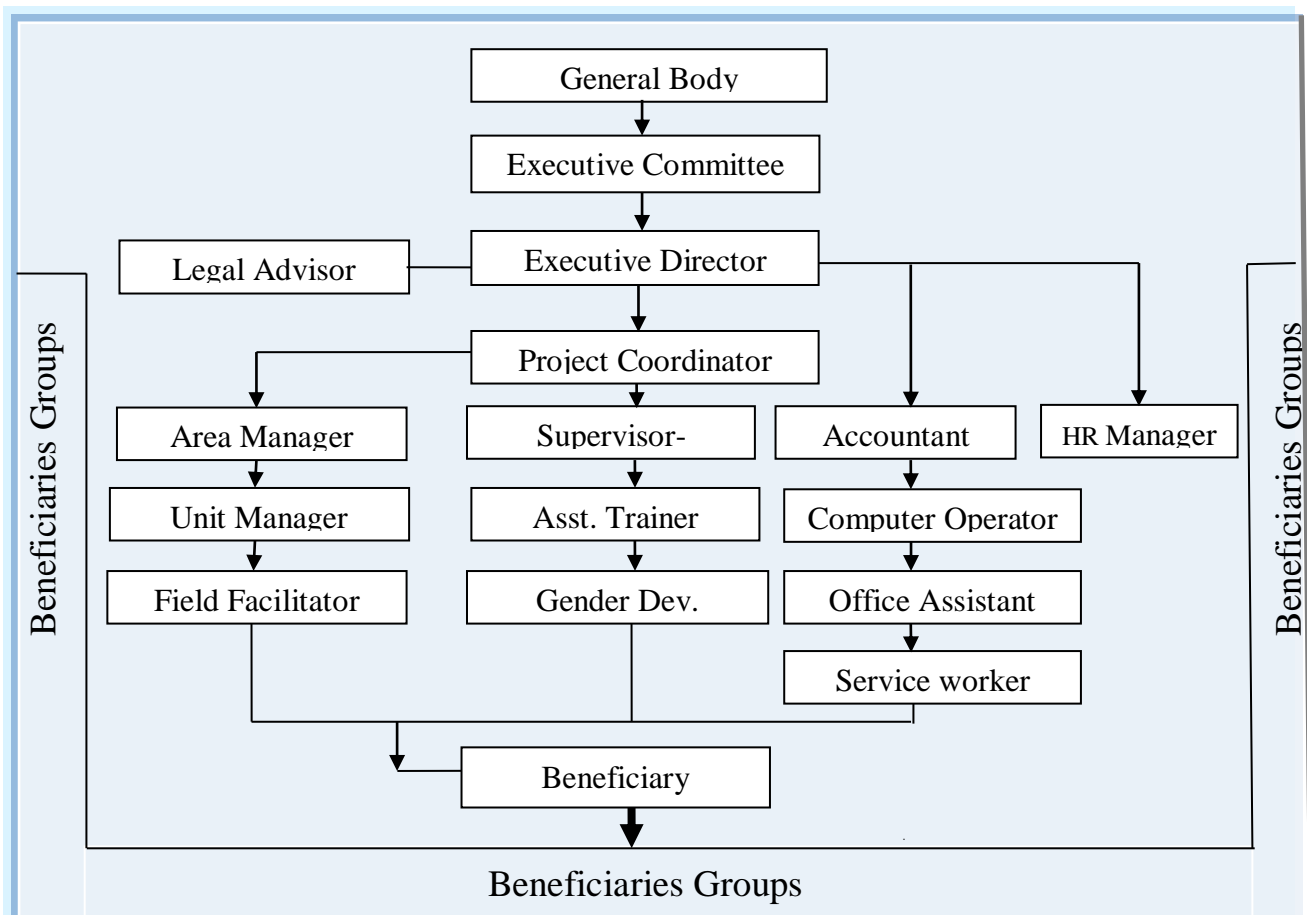 General Body
Executive Committee
Legal Advisor
Executive Director
Project Coordinator
Area Manager
Supervisor-
Accountant
HR Manager
Unit Manager
Asst. Trainer
Computer Operator
Field Facilitator
Gender Dev.
Office Assistant
Service worker
Beneficiary
Beneficiaries Groups
Beneficiaries Groups
Beneficiaries Groups